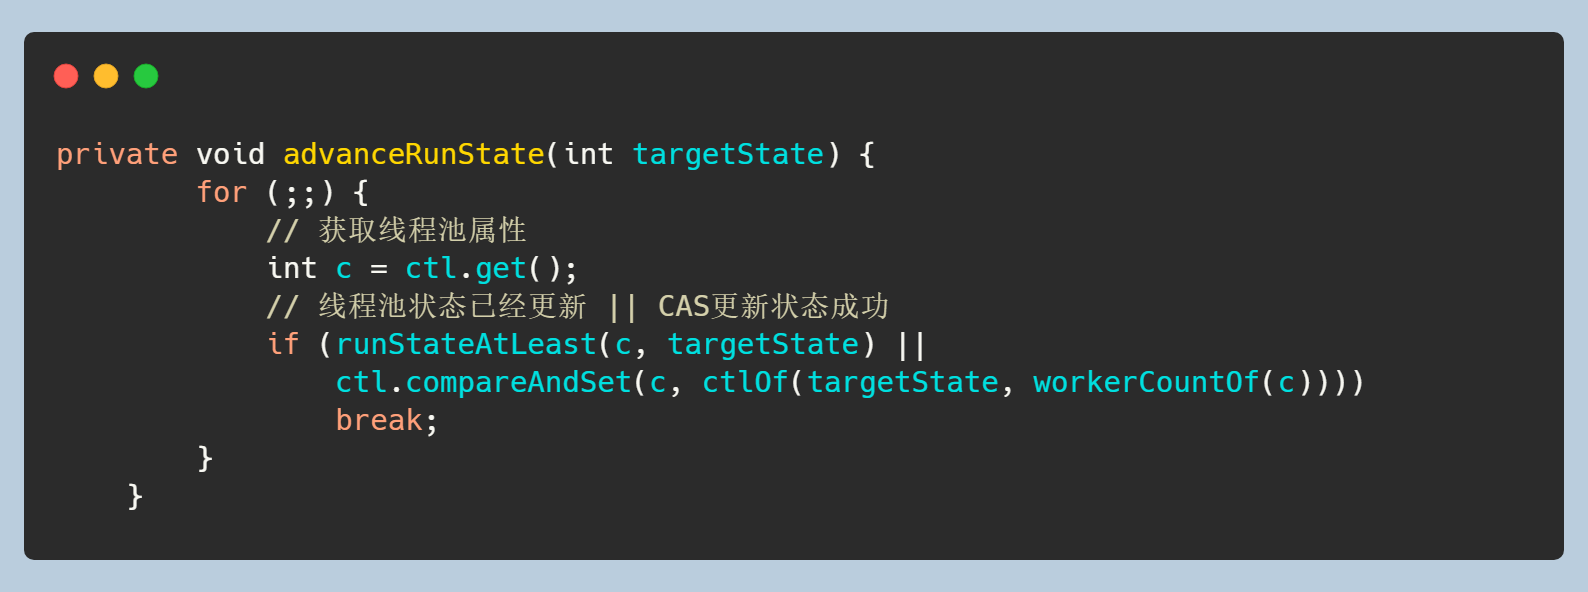 private void advanceRunState(int targetState) {
        for (;;) {
            // 获取线程池属性
            int c = ctl.get();
            // 线程池状态已经更新 || CAS更新状态成功
            if (runStateAtLeast(c, targetState) ||
                ctl.compareAndSet(c, ctlOf(targetState, workerCountOf(c))))
                break;
        }
    }